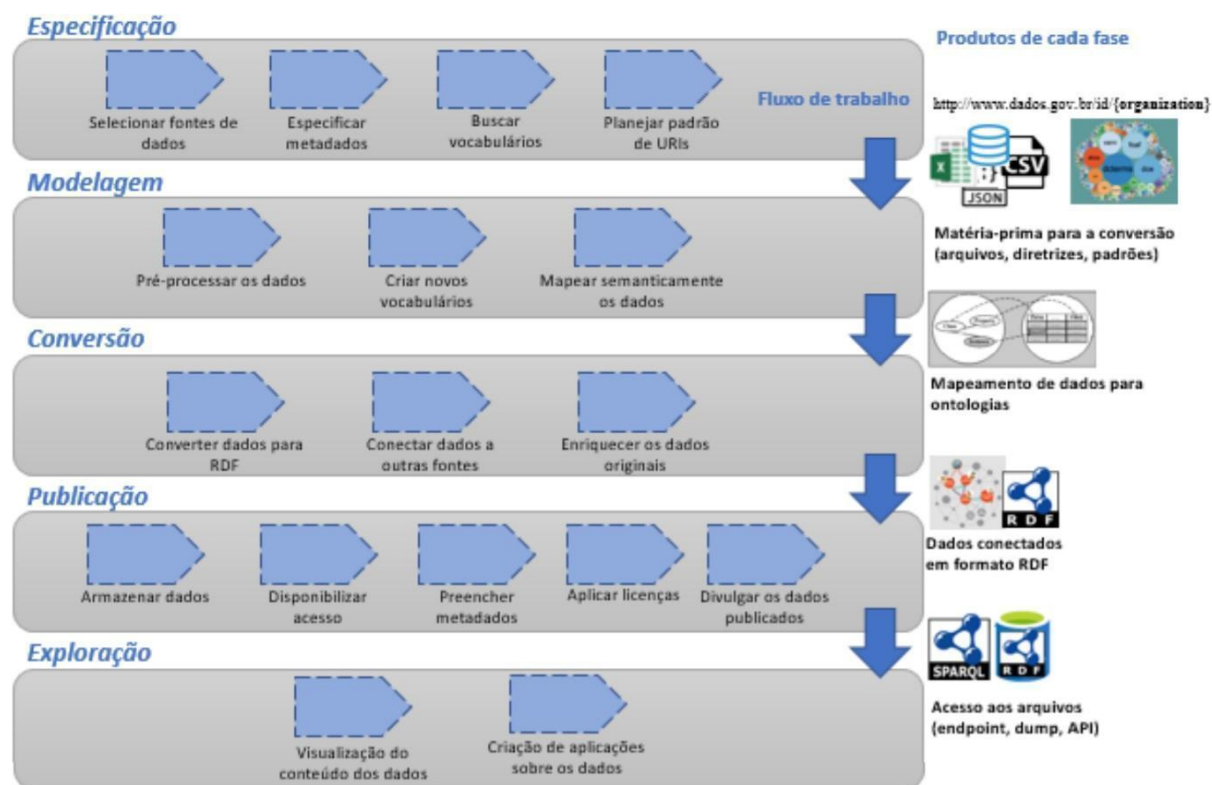 Especificação
Produtos de cada fase
Fluxo de trabalho
Selecionar fontes de
dados
Especificar
metadados
Buscar
vocabulários
Planejar padrão
de URIs
http://www.dados.gov.br/id/{organization}
CSV
JSON
Matéria-prima para a conversão
(arquivos, diretrizes, padrões)
Modelagem
Pré-processar os dados
Criar novos
vocabulários
Mapear semanticamente
os dados
Mapeamento de dados para
ontologias
Conversão
Converter dados para
RDF
Conectar dados a
outras fontes
Enriquecer os dados
originais
RDF
Dados conectados
em formato RDF
Publicação
Armazenar dados
Disponibilizar
acesso
Preencher
metadados
Aplicar licenças
Divulgar os dados
publicados
SPARQL
RDF
Acesso aos arquivos
(endpoint, dump, API)
Exploração
Visualização do
conteúdo dos dados
Criação de aplicações
sobre os dados